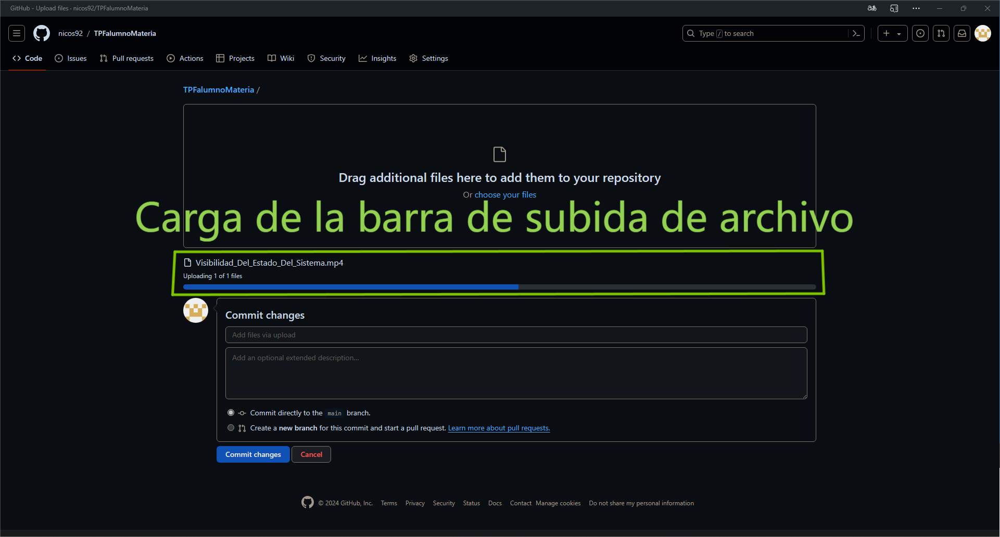 GitHub - Upload files · nicos92/TPFalumnoMateria
nicos92 / TPFalumnoMateria
Type / to search
Code Issues Pull requests Actions Projects Wiki Security Insights Settings
TPFalumnoMateria /
Drag additional files here to add them to your repository
Or choose your files
Carga de la barra de subida de archivo
Visibilidad_Del_Estado_Del_Sistema.mp4
Uploading 1 of 1 files
Commit changes
Add files via upload
Add an optional extended description...
Commit directly to the main branch.
Create a new branch for this commit and start a pull request. Learn more about pull requests.
Commit changes Cancel
© 2024 GitHub, Inc. Terms Privacy Security Status Docs Contact Manage cookies Do not share my personal information